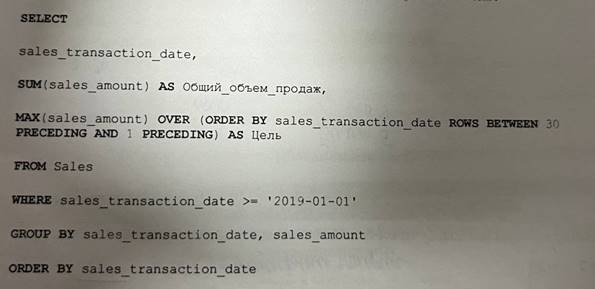 SELECT
sales_transaction_date,
SUM(sales_amount) AS Общий_объем_продаж,
MAX(sales_amount) OVER (ORDER BY sales_transaction_date ROWS BETWEEN 30
PRECEDING AND 1 PRECEDING) AS Цель
FROM Sales
WHERE sales_transaction_date >= '2019-01-01'
GROUP BY sales_transaction_date, sales_amount
ORDER BY sales_transaction_date